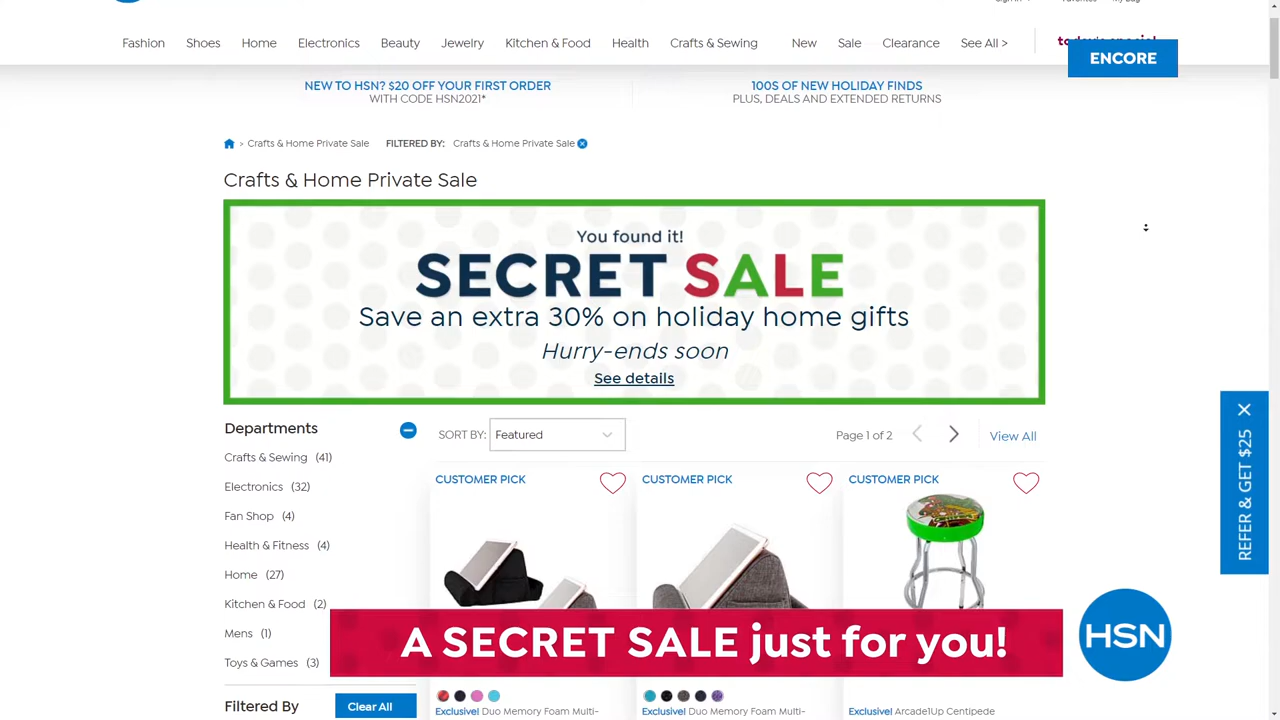 Fashion Shoes Home Electronics Beauty Jewelry Kitchen & Food Health Crafts & Sewing New Sale Clearance See All >
today's special
ENCORE
NEW TO HSN? $20 OFF YOUR FIRST ORDER
WITH CODE HSN2021*
100S OF NEW HOLIDAY FINDS
PLUS, DEALS AND EXTENDED RETURNS
> Crafts & Home Private Sale FILTERED BY: Crafts & Home Private Sale
Crafts & Home Private Sale
You found it!
SECRET SALE
Save an extra 30% on holiday home gifts
Hurry-ends soon
See details
Departments
SORT BY: Featured
Page 1 of 2
View All
Crafts & Sewing (41)
Electronics (32)
Fan Shop (4)
Health & Fitness (4)
Home (27)
Kitchen & Food (2)
Mens (1)
Toys & Games (3)
Filtered By
Clear All
CUSTOMER PICK
CUSTOMER PICK
CUSTOMER PICK
Exclusive! Duo Memory Foam Multi-
Exclusive! Duo Memory Foam Multi-
Exclusive! Arcade1Up Centipede
REFER & GET $25
A SECRET SALE just for you!
HSN